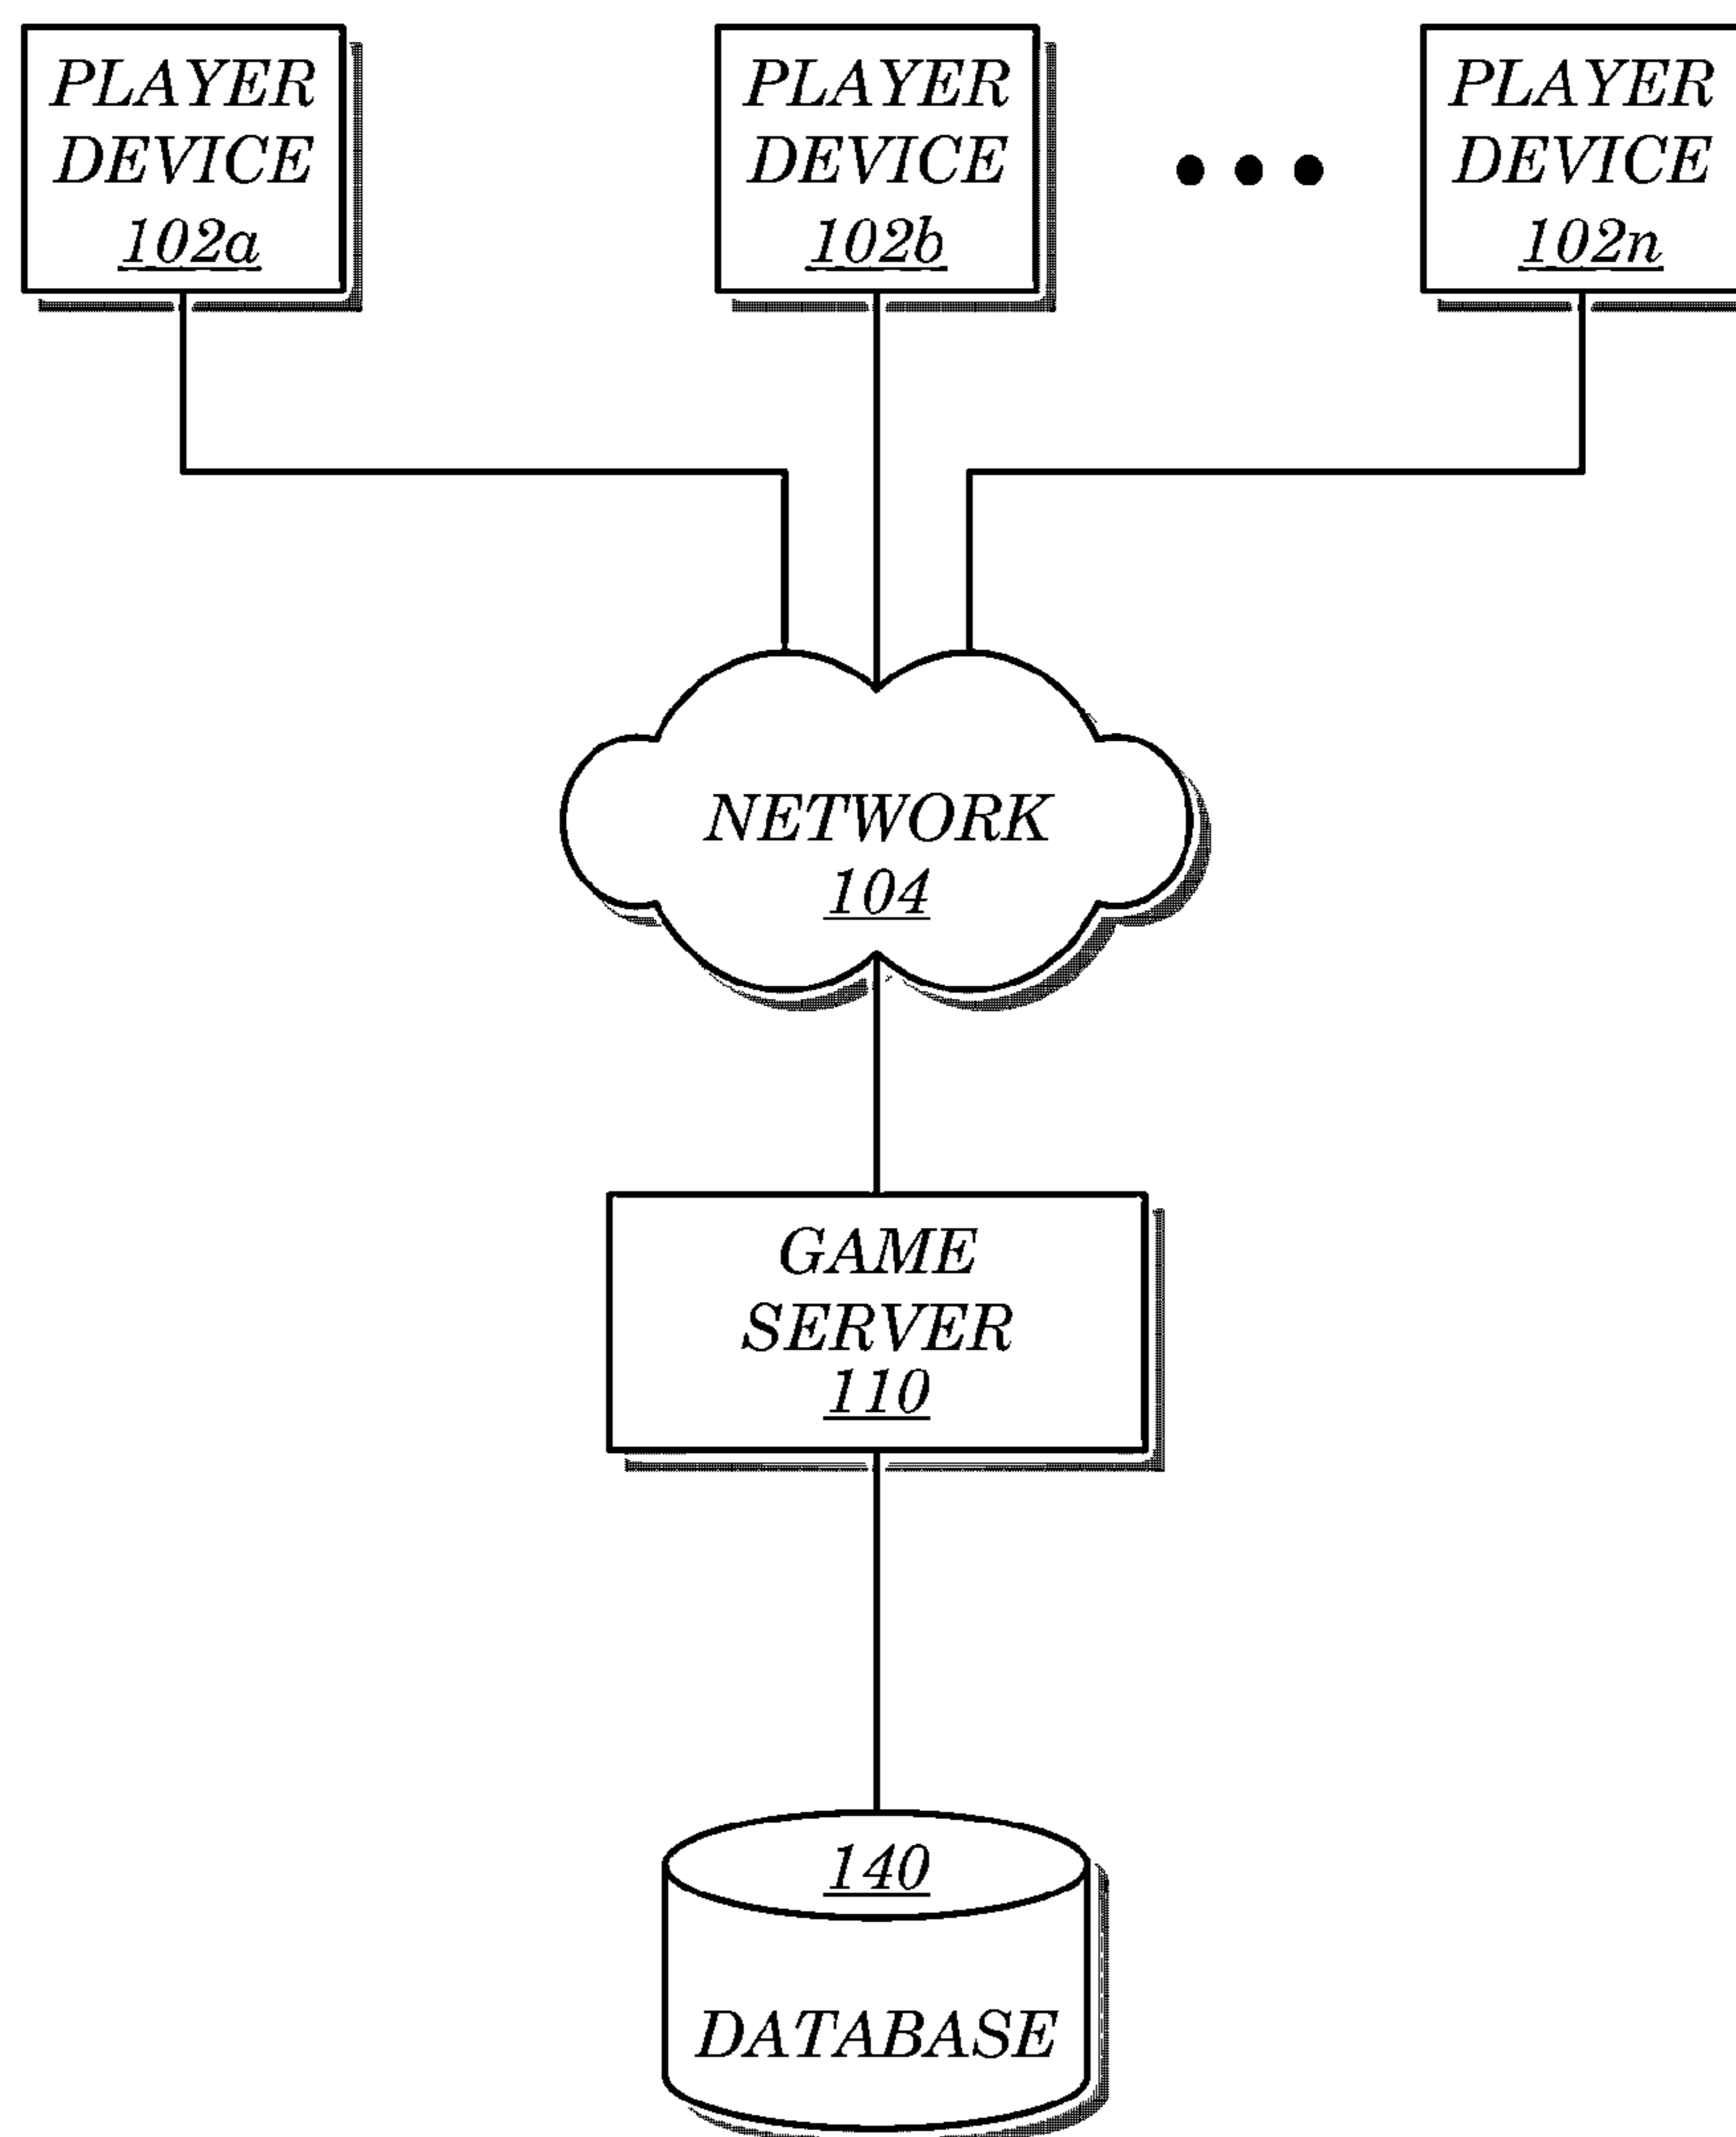 PLAYER
DEVICE
102a
PLAYER
DEVICE
102b
PLAYER
DEVICE
102n
NETWORK
104
GAME
SERVER
110
140
DATABASE